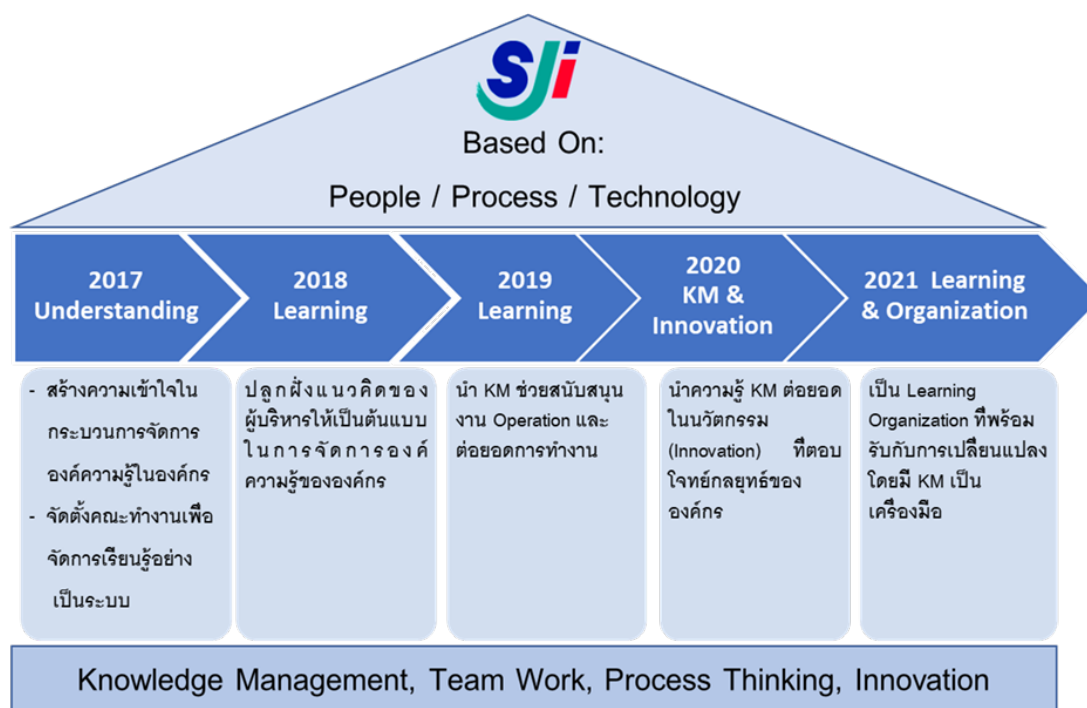 SJi
Based On:
People / Process / Technology
2017
Understanding
2018
Learning
2019
Learning
2020
KM &
Innovation
2021 Learning
& Organization
- สร้างความเข้าใจใน
กระบวนการจัดการ
องค์ความรู้ในองค์กร
- จัดตั้งคณะทำงานเพื่อ
จัดการเรียนรู้อย่าง
เป็นระบบ
ปลูกฝังแนวคิดของ
ผู้บริหารให้เป็นต้นแบบ
ในการจัดการองค์
ความรู้ขององค์กร
นำ KM ช่วยสนับสนุน
งาน Operation และ
ต่อยอดการทำงาน
นำความรู้ KM ต่อยอด
ในนวัตกรรม
(Innovation) ที่ตอบ
โจทย์กลยุทธ์ของ
องค์กร
เป็น Learning
Organization ที่พร้อม
รับกับการเปลี่ยนแปลง
โดยมี KM เป็น
เครื่องมือ
Knowledge Management, Team Work, Process Thinking, Innovation